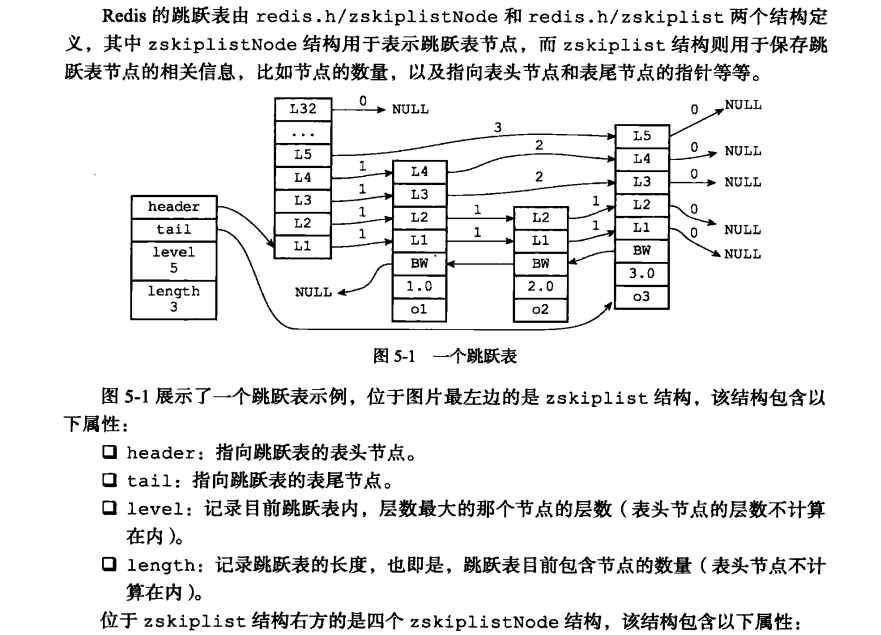 Redis 的跳跃表由 redis.h/zskiplistNode 和 redis.h/zskiplist 两个结构定
义，其中 zskiplistNode 结构用于表示跳跃表节点，而 zskiplist 结构则用于保存跳
跃表节点的相关信息，比如节点的数量，以及指向表头节点和表尾节点的指针等等。
header
tail
level
5
length
3
L32
...
L5
L4
L3
L2
L1
0
NULL
3
1
1
1
1
NULL
L4
L3
L2
L1
BW
1.0
o1
2
2
1
1
L2
L1
BW
2.0
o2
1
1
L5
L4
L3
L2
L1
BW
3.0
o3
0
NULL
0
NULL
0
NULL
0
NULL
0
NULL
图 5-1 一个跳跃表
图 5-1 展示了一个跳跃表示例，位于图片最左边的是 zskiplist 结构，该结构包含以
下属性：
❑ header：指向跳跃表的表头节点。
❑ tail：指向跳跃表的表尾节点。
❑ level：记录目前跳跃表内，层数最大的那个节点的层数（表头节点的层数不计算
在内）。
❑ length：记录跳跃表的长度，也即是，跳跃表目前包含节点的数量（表头节点不计
算在内）。
位于 zskiplist 结构右方的是四个 zskiplistNode 结构，该结构包含以下属性：